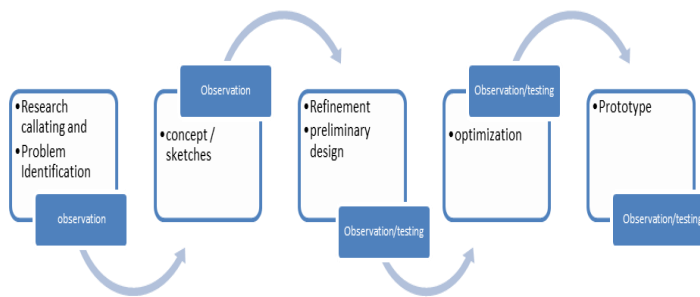 •Research
callating and
•Problem
Identification
observation
Observation
•concept /
sketches
•Refinement
•preliminary
design
Observation/testing
Observation/testing
•optimization
•Prototype
Observation/testing